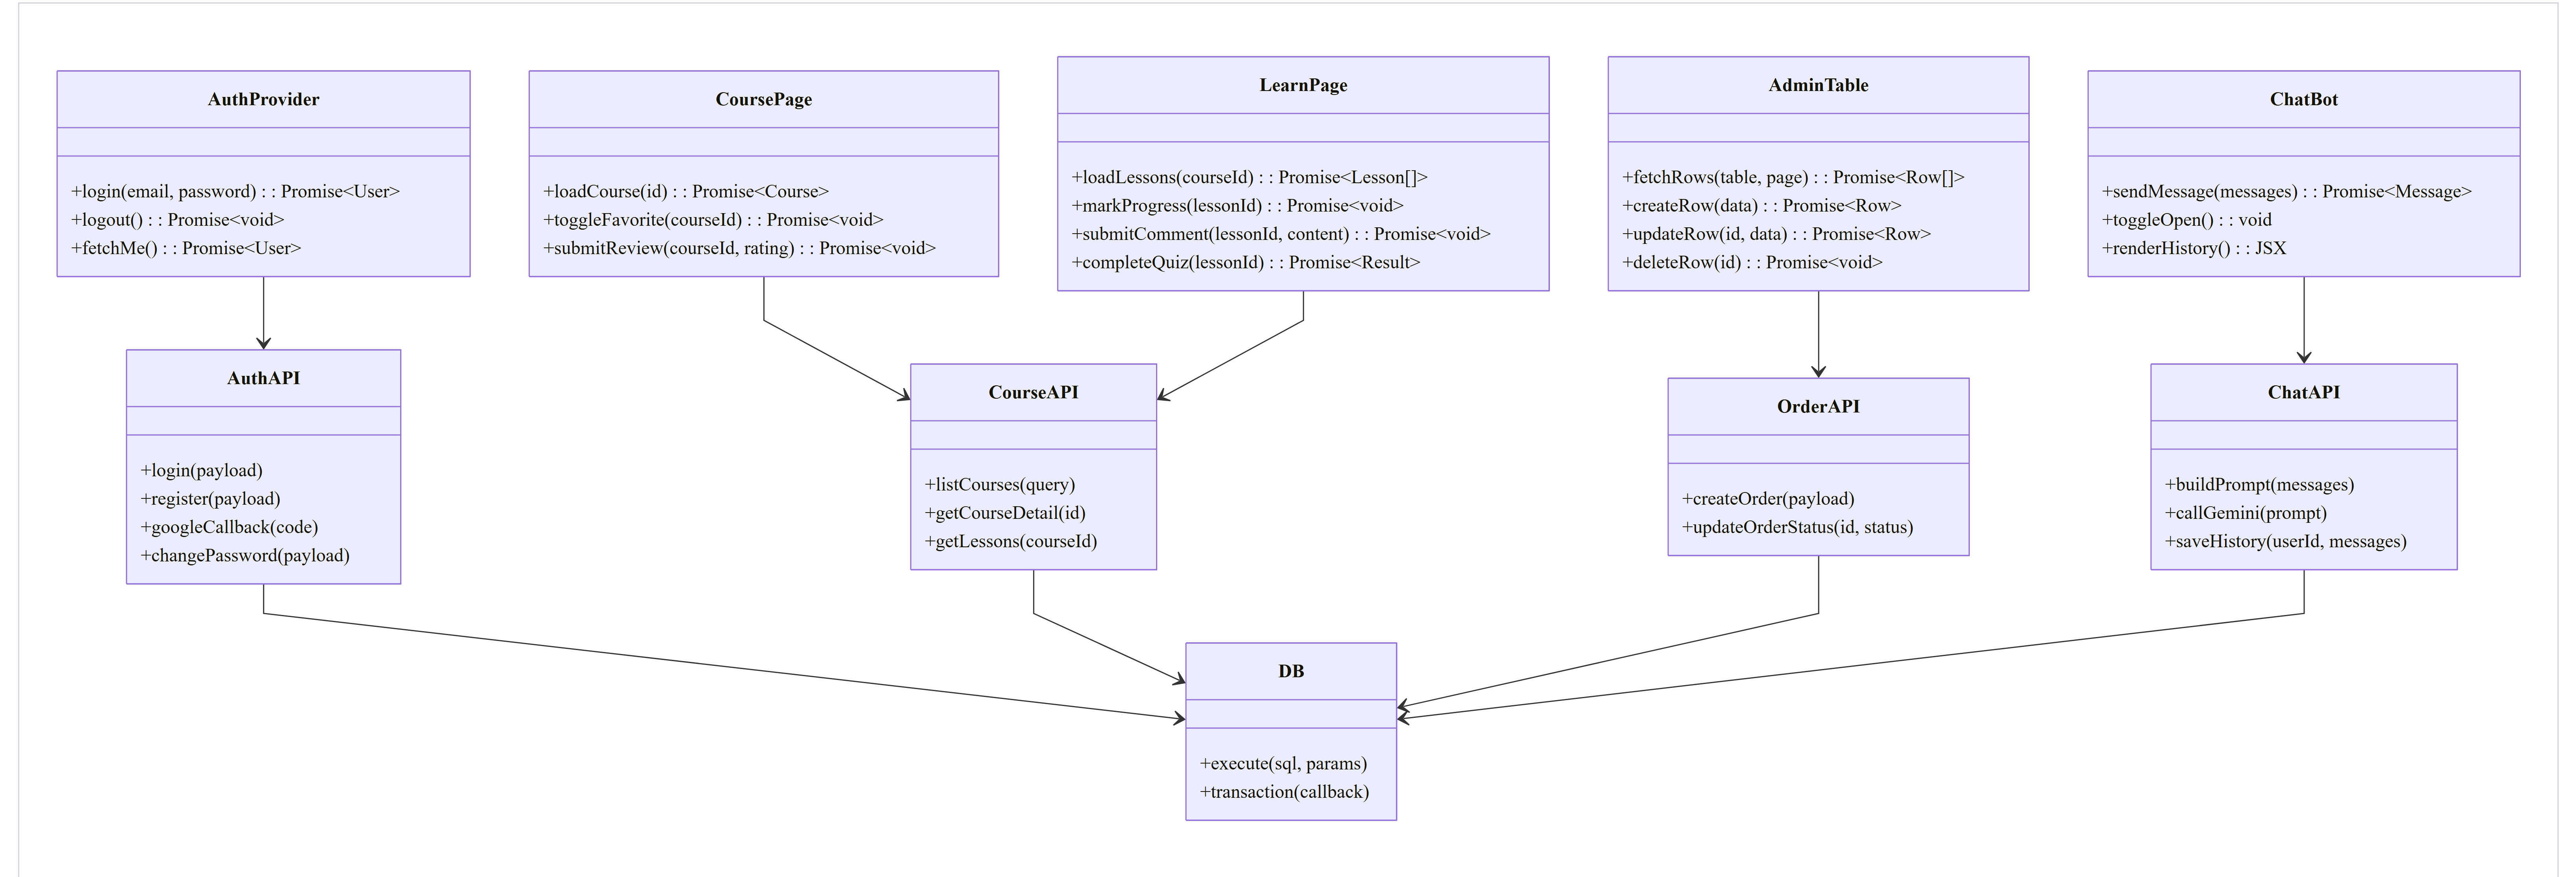 AuthProvider
+login(email, password) : : Promise<User>
+logout() : : Promise<void>
+fetchMe() : : Promise<User>
CoursePage
+loadCourse(id) : : Promise<Course>
+toggleFavorite(courseId) : : Promise<void>
+submitReview(courseId, rating) : : Promise<void>
LearnPage
+loadLessons(courseId) : : Promise<Lesson[]>
+markProgress(lessonId) : : Promise<void>
+submitComment(lessonId, content) : : Promise<void>
+completeQuiz(lessonId) : : Promise<Result>
AdminTable
+fetchRows(table, page) : : Promise<Row[]>
+createRow(data) : : Promise<Row>
+updateRow(id, data) : : Promise<Row>
+deleteRow(id) : : Promise<void>
ChatBot
+sendMessage(messages) : : Promise<Message>
+toggleOpen() : : void
+renderHistory() : : JSX
AuthAPI
+login(payload)
+register(payload)
+googleCallback(code)
+changePassword(payload)
CourseAPI
+listCourses(query)
+getCourseDetail(id)
+getLessons(courseId)
OrderAPI
+createOrder(payload)
+updateOrderStatus(id, status)
ChatAPI
+buildPrompt(messages)
+callGemini(prompt)
+saveHistory(userId, messages)
DB
+execute(sql, params)
+transaction(callback)